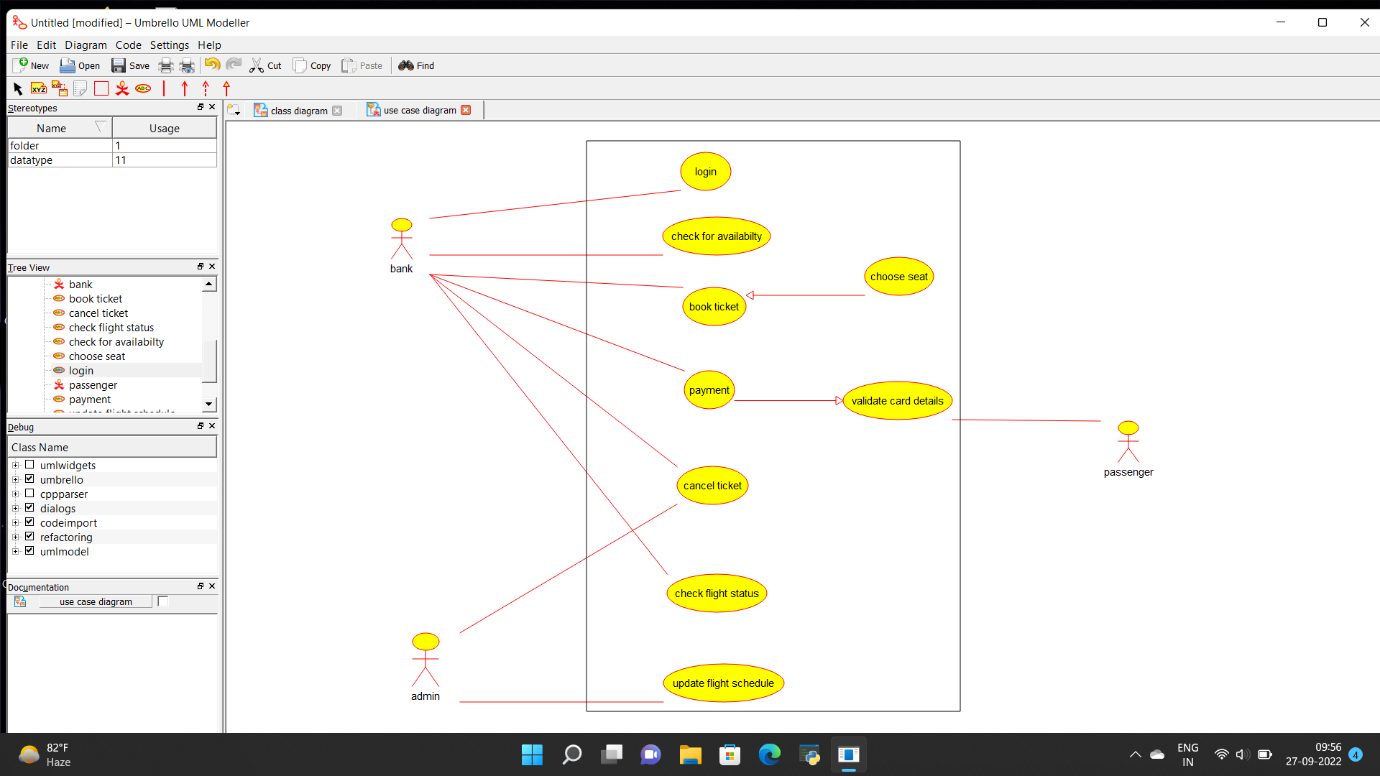 Untitled [modified] – Umbrello UML Modeller
File Edit Diagram Code Settings Help
New Open Save Cut Copy Paste Find
XYZ ABC
Stereotypes
Name Usage
folder 1
datatype 11
Tree View
bank
book ticket
cancel ticket
check flight status
check for availabilty
choose seat
login
passenger
payment
update flight schedule
Debug
Class Name
umlwidgets
umbrello
cppparser
dialogs
codeimport
refactoring
umlmodel
Documentation
use case diagram
class diagram use case diagram
login
check for availabilty
bank
choose seat
book ticket
payment
validate card details
passenger
cancel ticket
check flight status
admin
update flight schedule
82°F
Haze
ENG
IN
09:56
27-09-2022
4